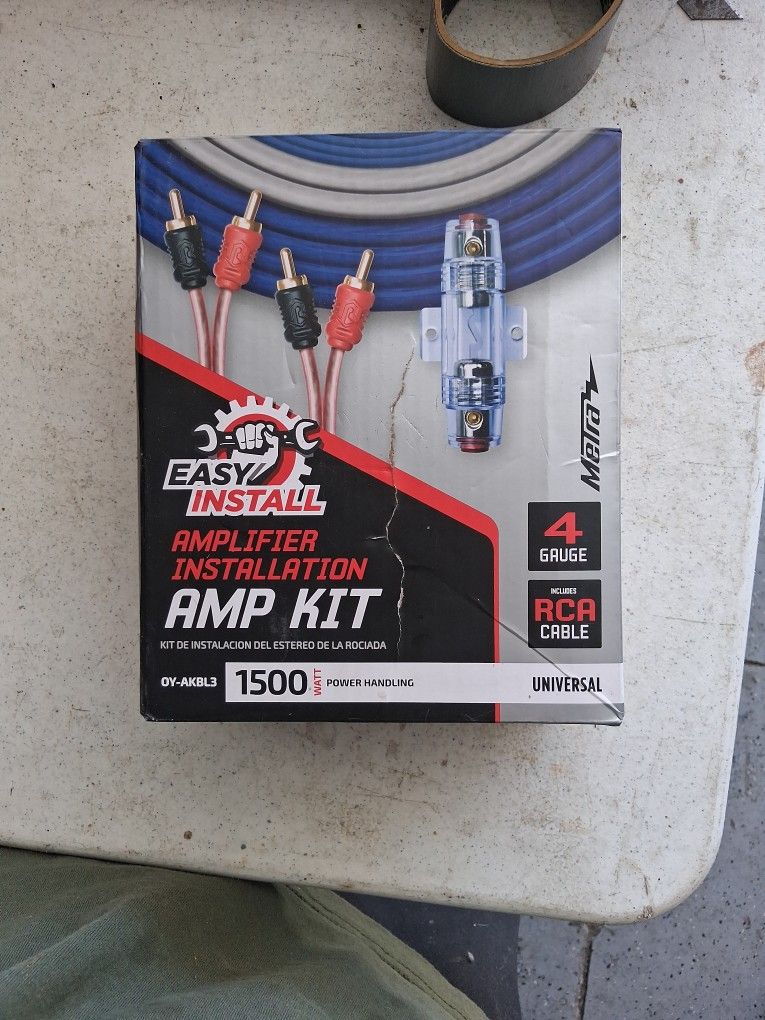 Metra
EASY
INSTALL
AMPLIFIER
INSTALLATION
AMP KIT
KIT DE INSTALACION DEL ESTEREO DE LA ROCIADA
4
GAUGE
INCLUDES
RCA
CABLE
OY-AKBL3
1500 WATT POWER HANDLING
UNIVERSAL